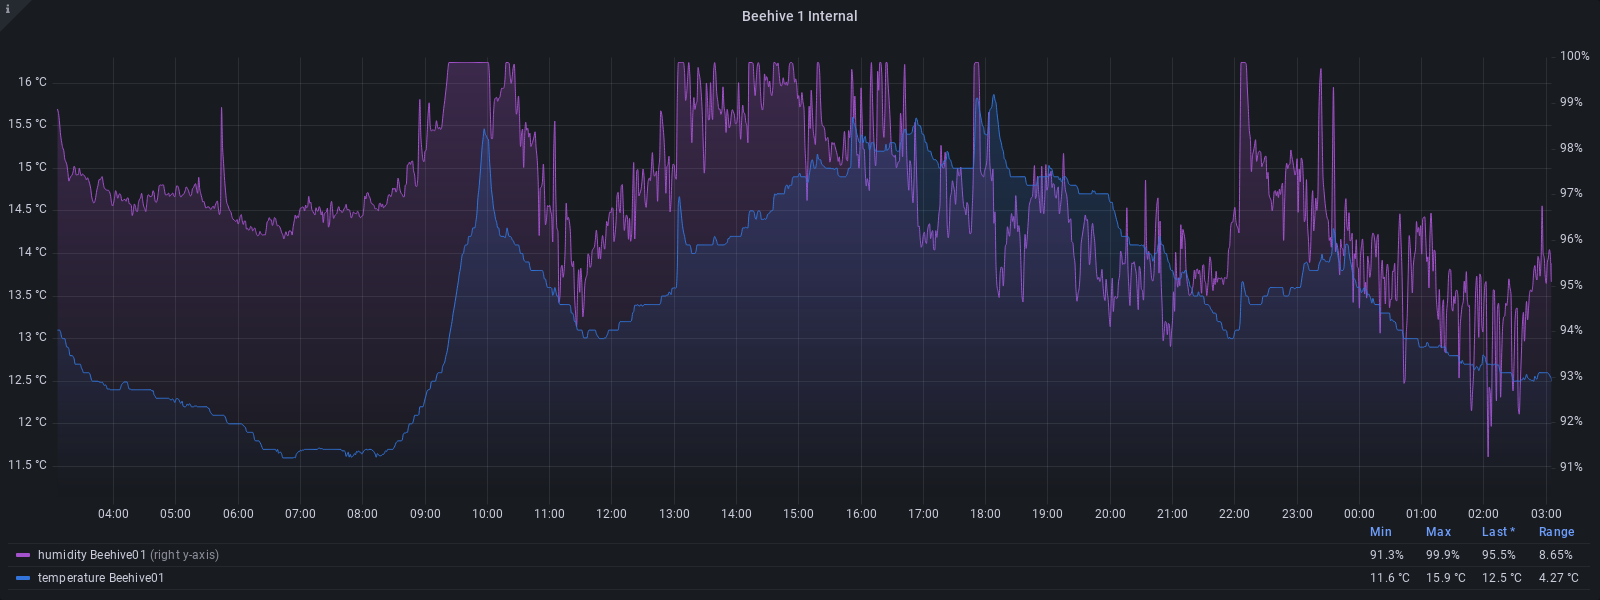 i
Beehive 1 Internal
16 °C
15.5 °C
15 °C
14.5 °C
14 °C
13.5 °C
13 °C
12.5 °C
12 °C
11.5 °C
100%
99%
98%
97%
96%
95%
94%
93%
92%
91%
04:00 05:00 06:00 07:00 08:00 09:00 10:00 11:00 12:00 13:00 14:00 15:00 16:00 17:00 18:00 19:00 20:00 21:00 22:00 23:00 00:00 01:00 02:00 03:00
Min Max Last * Range
humidity Beehive01 (right y-axis) 91.3% 99.9% 95.5% 8.65%
temperature Beehive01 11.6 °C 15.9 °C 12.5 °C 4.27 °C